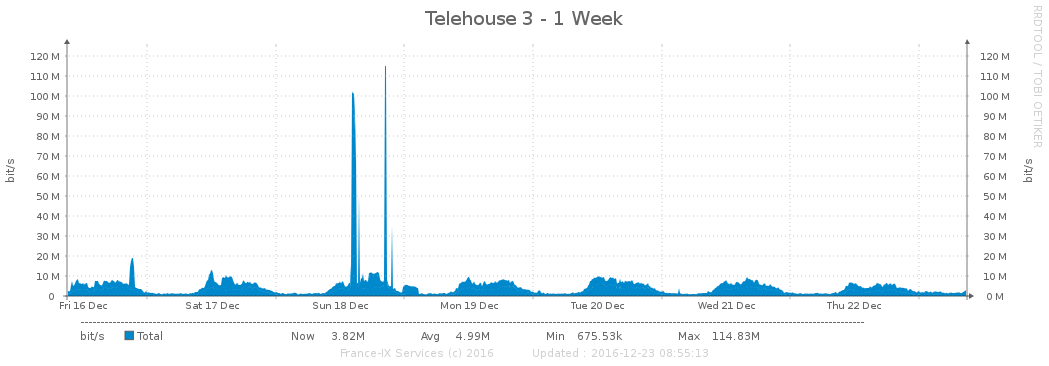 Telehouse 3 - 1 Week
RRDTOOL / TOBI OETIKER
bit/s
120 M 120 M
110 M 110 M
100 M 100 M
90 M 90 M
80 M 80 M
70 M 70 M
60 M 60 M
50 M 50 M
40 M 40 M
30 M 30 M
20 M 20 M
10 M 10 M
0 0 M
bit/s
Fri 16 Dec Sat 17 Dec Sun 18 Dec Mon 19 Dec Tue 20 Dec Wed 21 Dec Thu 22 Dec
bit/s Total Now 3.82M Avg 4.99M Min 675.53k Max 114.83M
France-IX Services (c) 2016 Updated : 2016-12-23 08:55:13